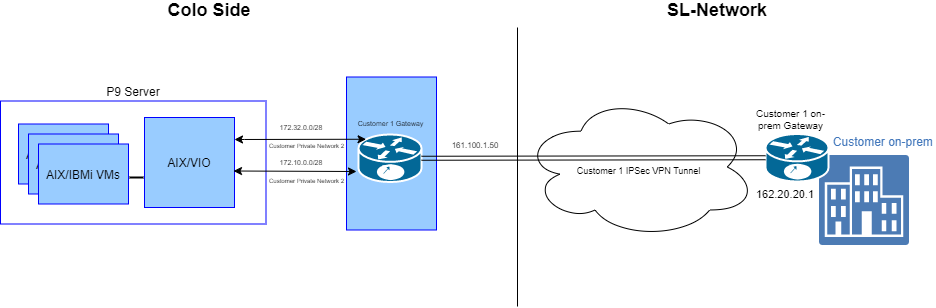 Colo Side
SL-Network
P9 Server
AIX/IBMi VMs
AIX/VIO
172.32.0.0/28
Customer Private Network 2
172.10.0.0/28
Customer Private Network 2
Customer 1 Gateway
161.100.1.50
Customer 1 IPSec VPN Tunnel
Customer 1 on-
prem Gateway
Customer on-prem
162.20.20.1